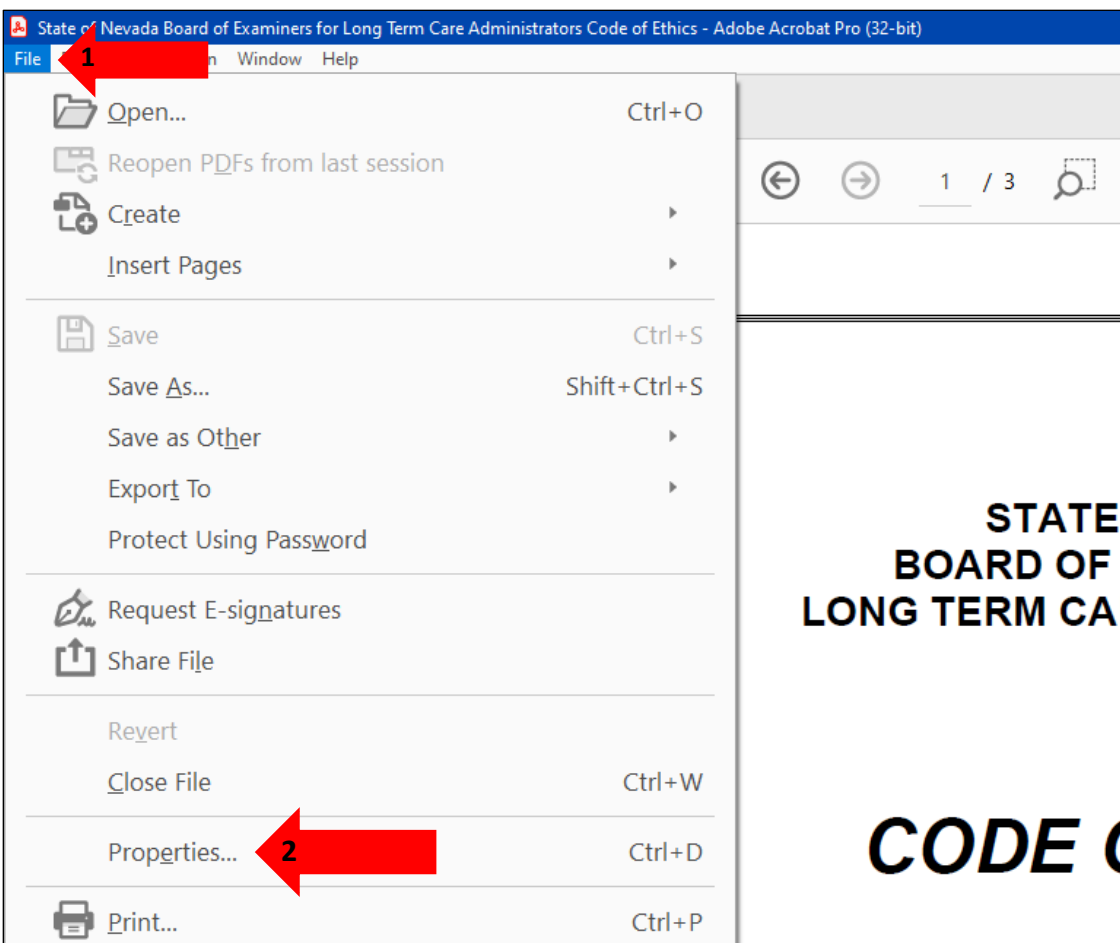 State of Nevada Board of Examiners for Long Term Care Administrators Code of Ethics - Adobe Acrobat Pro (32-bit)
File 1 Window Help
Open... Ctrl+O
Reopen PDFs from last session
Create
Insert Pages
Save Ctrl+S
Save As... Shift+Ctrl+S
Save as Other
Export To
Protect Using Password
Request E-signatures
Share File
Revert
Close File Ctrl+W
Properties... 2 Ctrl+D
Print... Ctrl+P
1 / 3
STATE
BOARD OF
LONG TERM CA
CODE